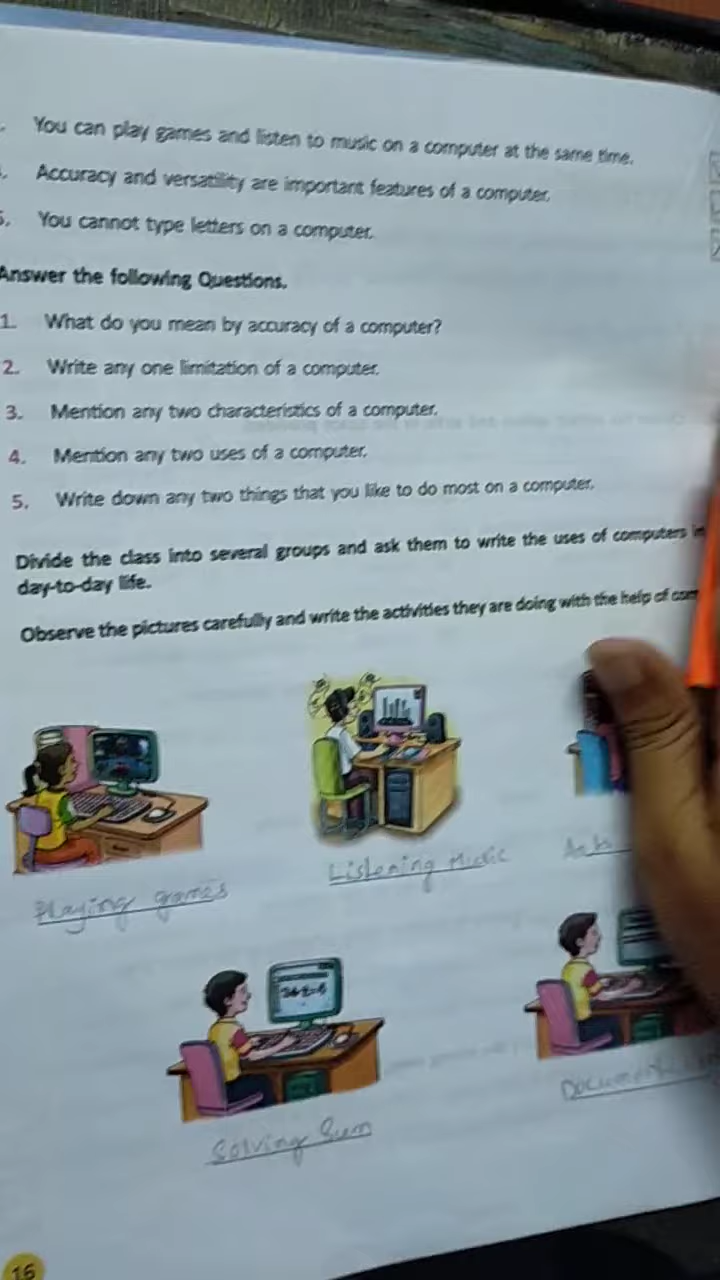 You can play games and listen to music on a computer at the same time.
Accuracy and versatility are important features of a computer.
5. You cannot type letters on a computer.
Answer the following Questions.
1. What do you mean by accuracy of a computer?
2. Write any one limitation of a computer.
3. Mention any two characteristics of a computer.
4. Mention any two uses of a computer.
5. Write down any two things that you like to do most on a computer.
Divide the class into several groups and ask them to write the uses of computers in
day-to-day life.
Observe the pictures carefully and write the activities they are doing with the help of
Playing games
Listening Music
Solving Sum
16